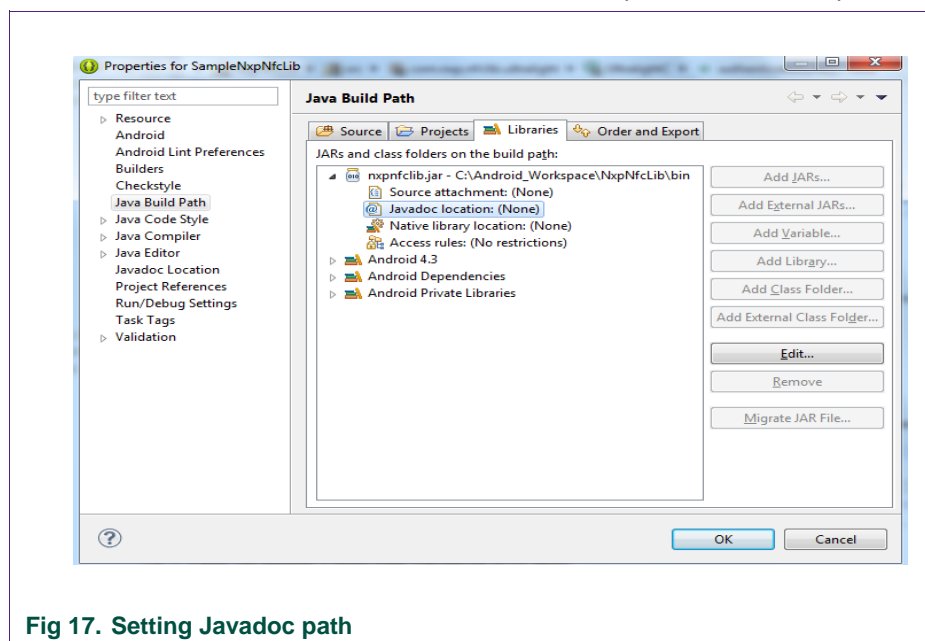 Properties for SampleNxpNfcLib
type filter text
Resource
Android
Android Lint Preferences
Builders
Checkstyle
Java Build Path
Java Code Style
Java Compiler
Java Editor
Javadoc Location
Project References
Run/Debug Settings
Task Tags
Validation
Java Build Path
Source
Projects
Libraries
Order and Export
JARs and class folders on the build path:
nxpnfclib.jar - C:\Android_Workspace\NxpNfcLib\bin
Source attachment: (None)
Javadoc location: (None)
Native library location: (None)
Access rules: (No restrictions)
Android 4.3
Android Dependencies
Android Private Libraries
Add JARs...
Add External JARs...
Add Variable...
Add Library...
Add Class Folder...
Add External Class Folder...
Edit...
Remove
Migrate JAR File...
OK
Cancel
Fig 17. Setting Javadoc path